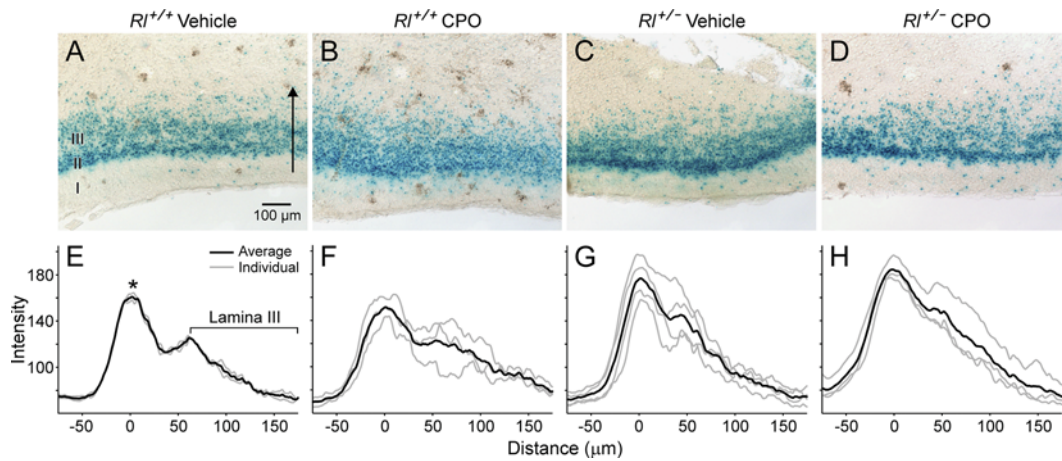 Rl+/+ Vehicle
Rl+/+ CPO
Rl+/− Vehicle
Rl+/− CPO
A
B
C
D
III
II
I
100 µm
E
F
G
H
Average
Individual
*
Lamina III
Intensity
180
140
100
-50 0 50 100 150
-50 0 50 100 150
-50 0 50 100 150
-50 0 50 100 150
Distance (µm)